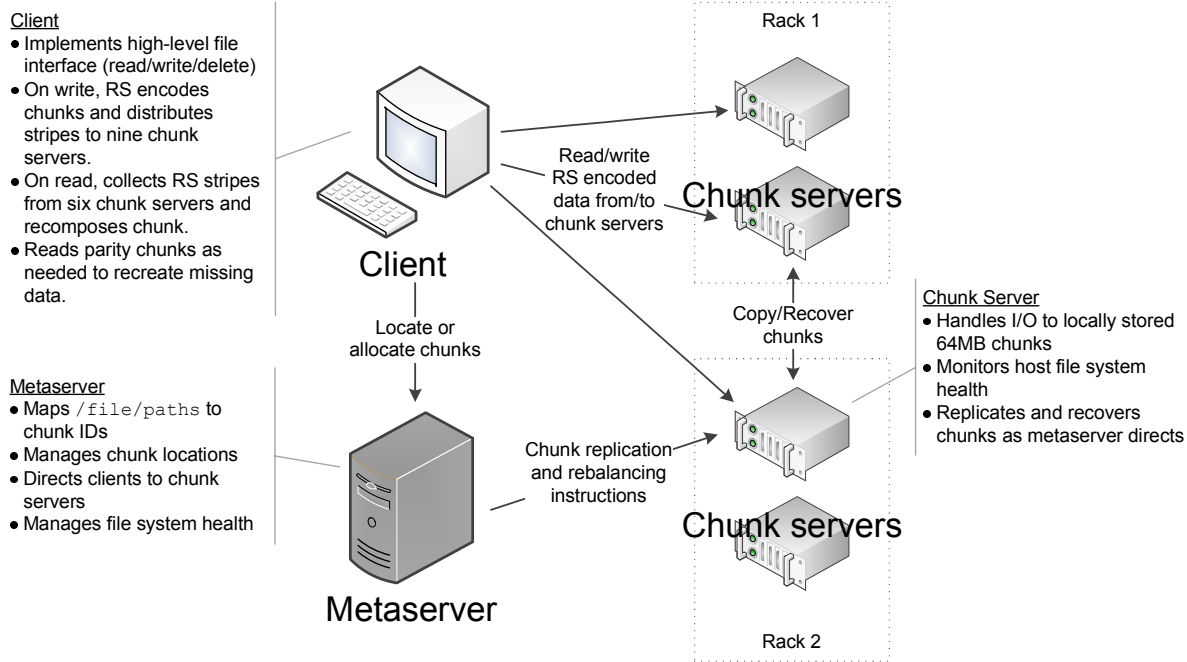 Client
• Implements high-level file
interface (read/write/delete)
• On write, RS encodes
chunks and distributes
stripes to nine chunk
servers.
• On read, collects RS stripes
from six chunk servers and
recomposes chunk.
• Reads parity chunks as
needed to recreate missing
data.
Client
Locate or
allocate chunks
Metaserver
• Maps /file/paths to
chunk IDs
• Manages chunk locations
• Directs clients to chunk
servers
• Manages file system health
Metaserver
Read/write
RS encoded
data from/to
chunk servers
Chunk replication
and rebalancing
instructions
Rack 1
Chunk servers
Copy/Recover
chunks
Chunk servers
Rack 2
Chunk Server
• Handles I/O to locally stored
64MB chunks
• Monitors host file system
health
• Replicates and recovers
chunks as metaserver directs